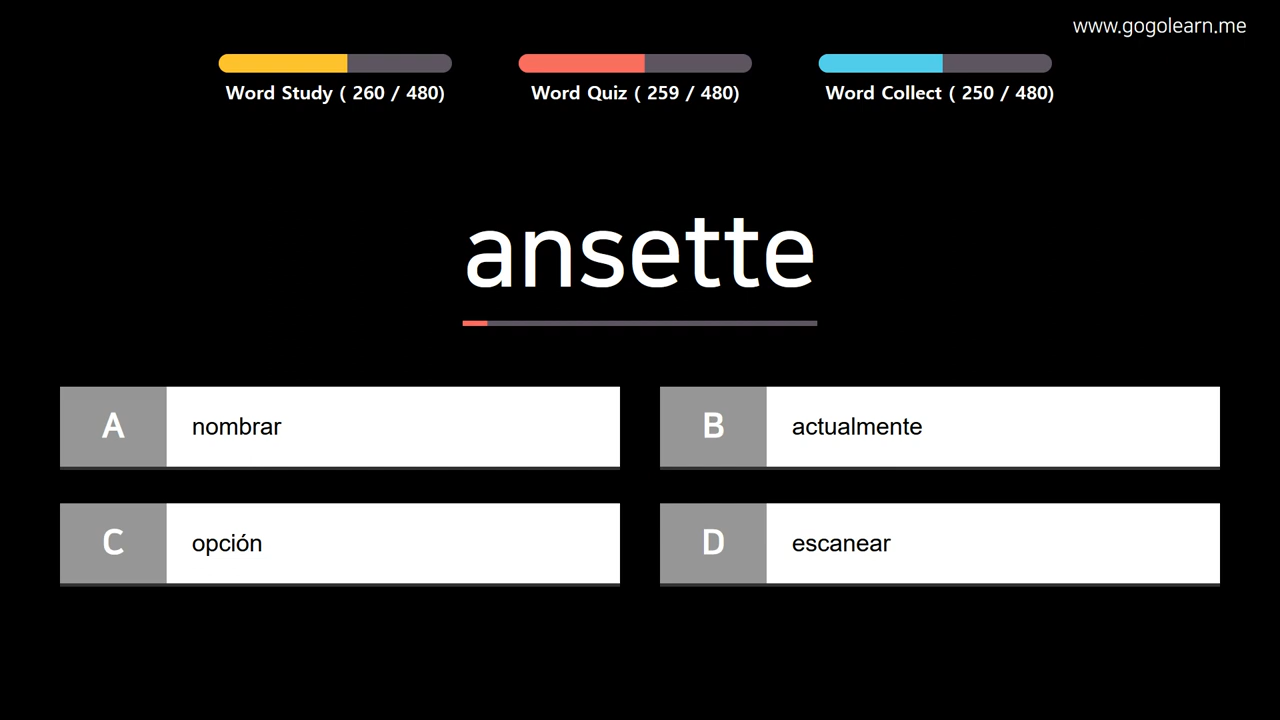 www.gogolearn.me
Word Study ( 260 / 480)
Word Quiz ( 259 / 480)
Word Collect ( 250 / 480)
ansette
A nombrar
B actualmente
C opción
D escanear